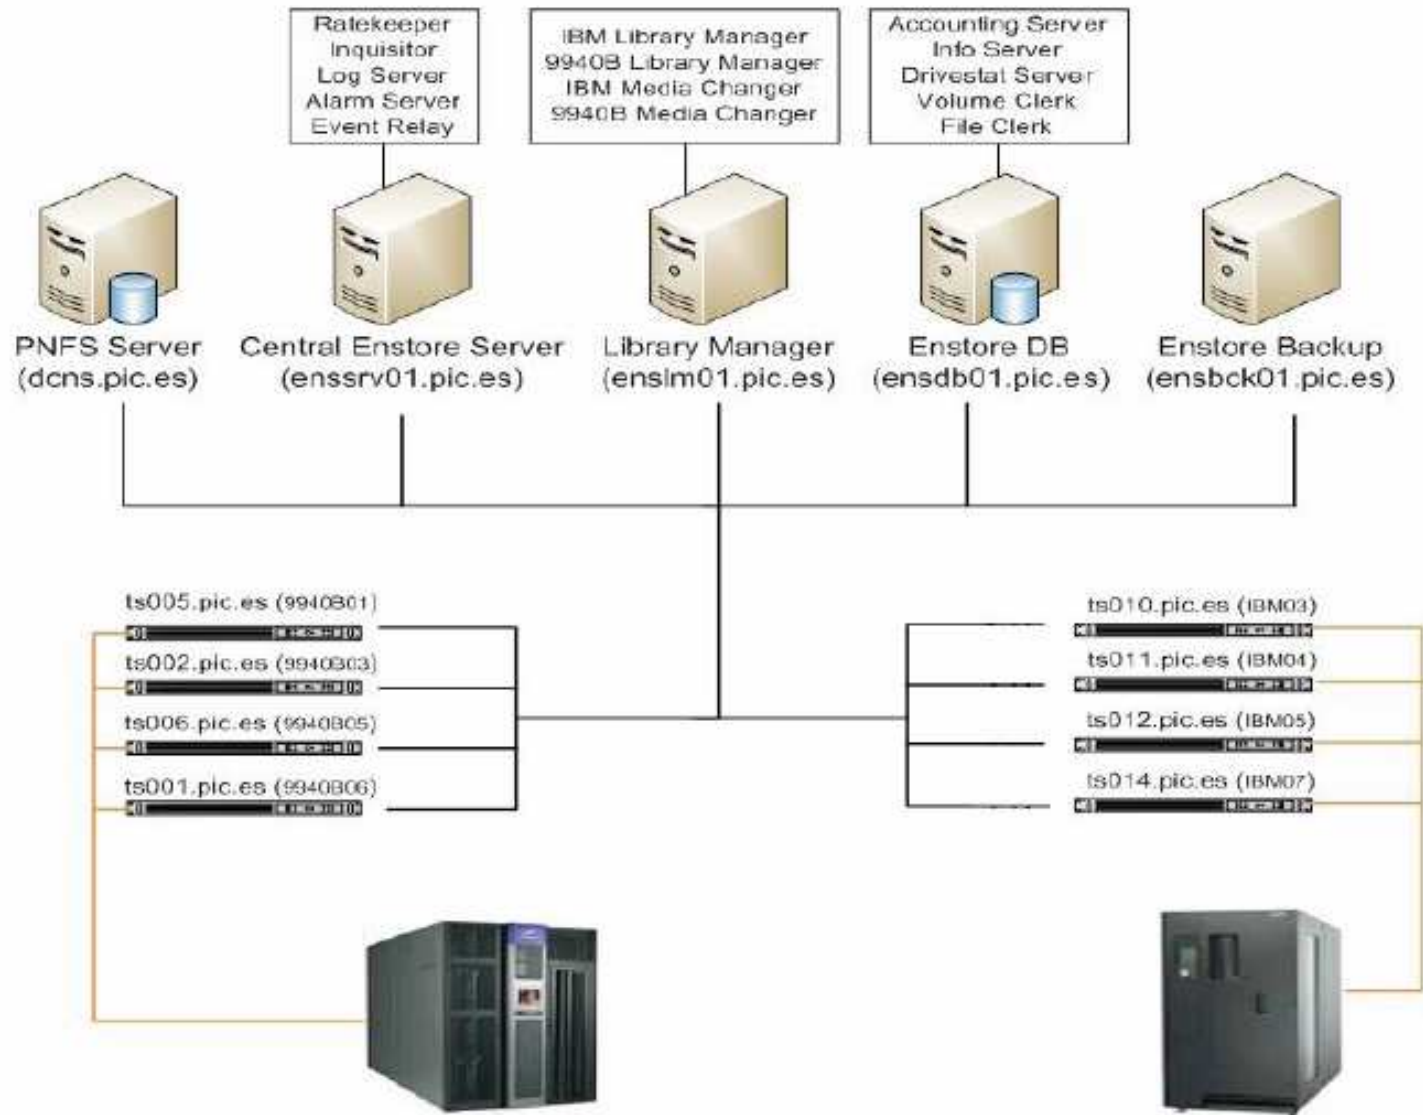 Ratekeeper
Inquisitor
Log Server
Alarm Server
Event Relay
IBM Library Manager
9940B Library Manager
IBM Media Changer
9940B Media Changer
Accounting Server
Info Server
Drivestat Server
Volume Clerk
File Clerk
PNFS Server
(dcns.pic.es)
Central Enstore Server
(enssrv01.pic.es)
Library Manager
(enslm01.pic.es)
Enstore DB
(ensdb01.pic.es)
Enstore Backup
(ensbck01.pic.es)
ts005.pic.es (9940B01)
ts002.pic.es (9940B03)
ts006.pic.es (9940B05)
ts001.pic.es (9940B06)
ts010.pic.es (IBM03)
ts011.pic.es (IBM04)
ts012.pic.es (IBM05)
ts014.pic.es (IBM07)